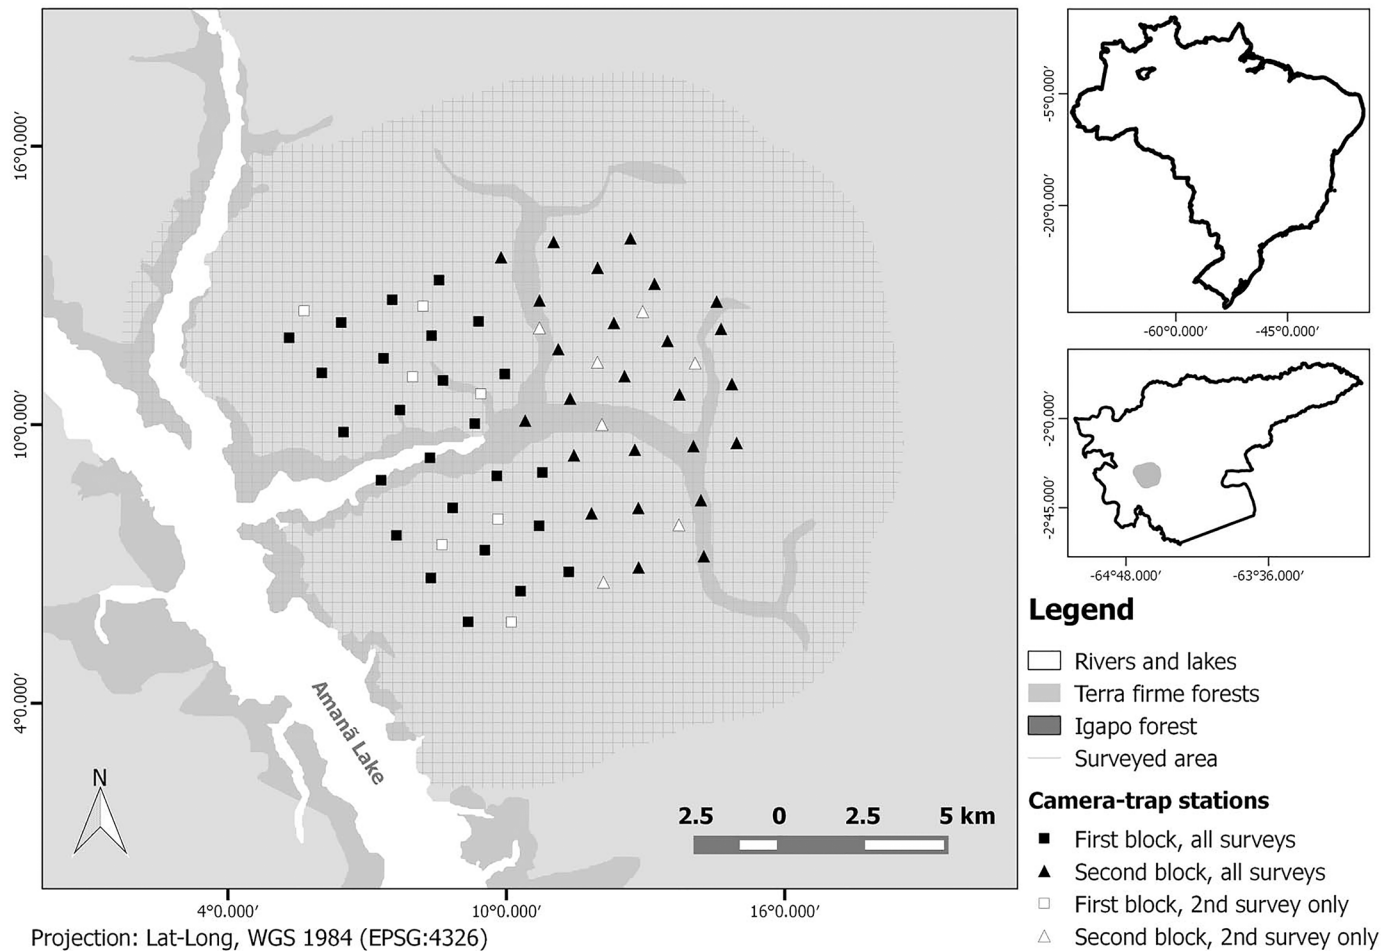 16°0.000′
10°0.000′
4°0.000′
4°0.000′
10°0.000′
16°0.000′
Amanã Lake
N
2.5 0 2.5 5 km
Projection: Lat-Long, WGS 1984 (EPSG:4326)
-5°0.000′
-20°0.000′
-60°0.000′
-45°0.000′
-2°0.000′
-2°45.000′
-64°48.000′
-63°36.000′
Legend
Rivers and lakes
Terra firme forests
Igapo forest
Surveyed area
Camera-trap stations
First block, all surveys
Second block, all surveys
First block, 2nd survey only
Second block, 2nd survey only